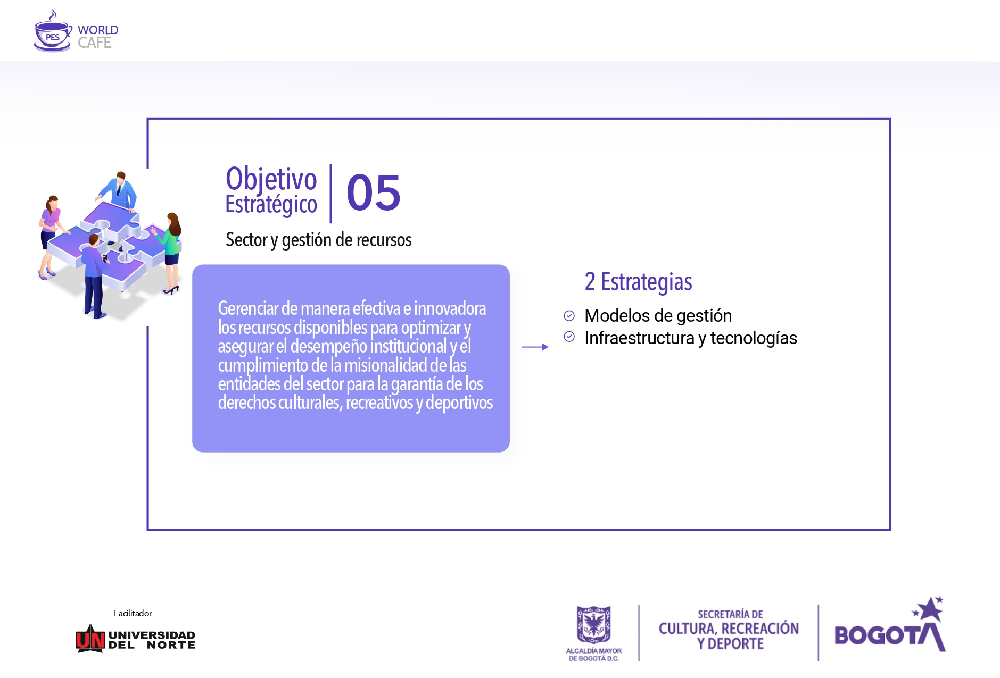 PES
WORLD
CAFÉ
Objetivo
Estratégico
05
Sector y gestión de recursos
Gerenciar de manera efectiva e innovadora
los recursos disponibles para optimizar y
asegurar el desempeño institucional y el
cumplimiento de la misionalidad de las
entidades del sector para la garantía de los
derechos culturales, recreativos y deportivos
2 Estrategias
Modelos de gestión
Infraestructura y tecnologías
Facilitador:
UN
UNIVERSIDAD
DEL NORTE
ALCALDÍA MAYOR
DE BOGOTÁ D.C.
SECRETARÍA DE
CULTURA, RECREACIÓN
Y DEPORTE
BOGOTÁ